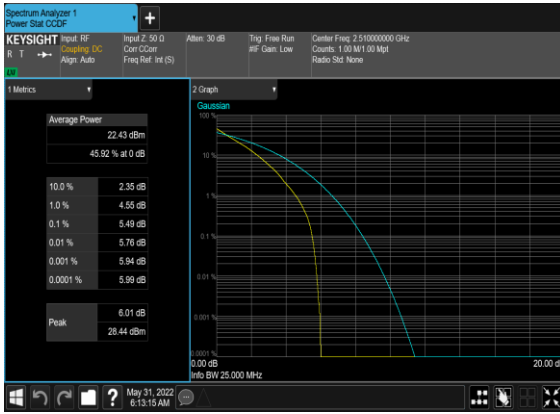 Spectrum Analyzer 1
Power Stat CCDF
KEYSIGHT
R T
LXI
Input: RF
Coupling: DC
Align: Auto
Input Z: 50 Ω
Corr CCorr
Freq Ref: Int (S)
Atten: 30 dB
Trig: Free Run
#IF Gain: Low
Center Freq: 2.510000000 GHz
Counts: 1.00 M/1.00 Mpt
Radio Std: None
1 Metrics
Average Power
22.43 dBm
45.92 % at 0 dB
10.0 % 2.35 dB
1.0 % 4.55 dB
0.1 % 5.49 dB
0.01 % 5.76 dB
0.001 % 5.94 dB
0.0001 % 5.99 dB
Peak
6.01 dB
28.44 dBm
2 Graph
Gaussian
100 %
10 %
1 %
0.1 %
0.01 %
0.001 %
0.0001 %
0.00 dB
20.00 d
Info BW 25.000 MHz
May 31, 2022
6:13:15 AM